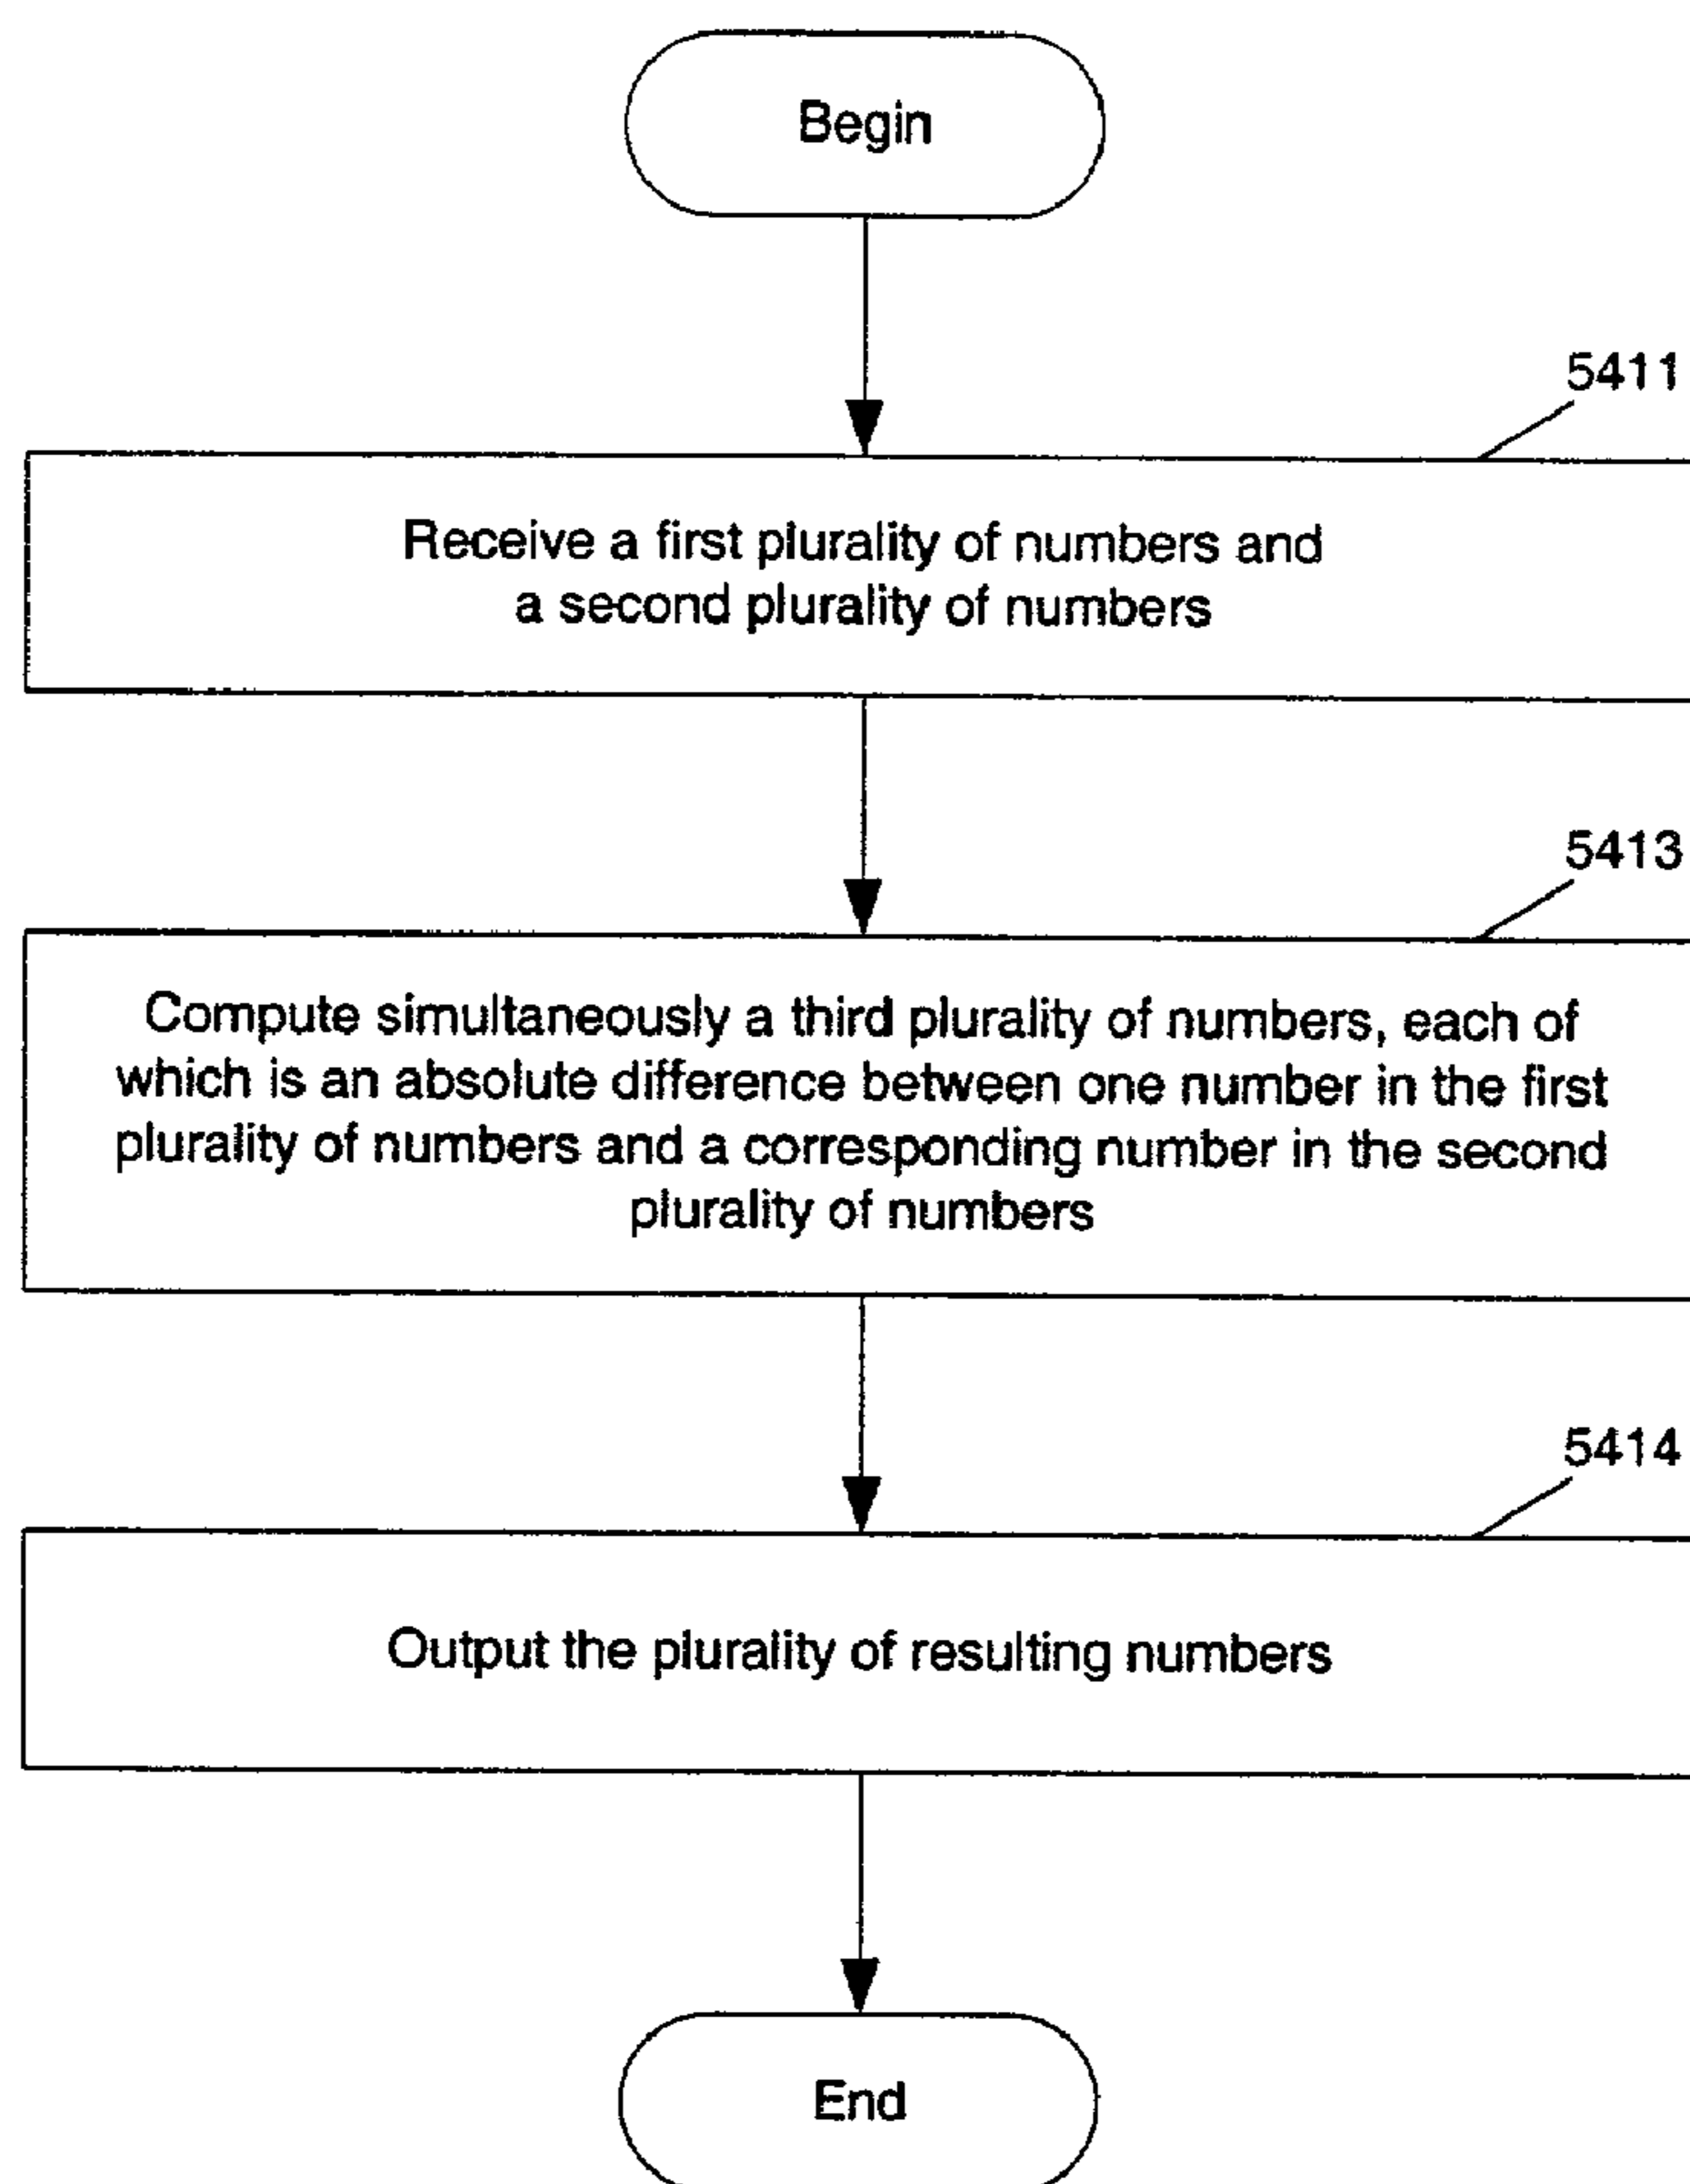 Begin
5411
Receive a first plurality of numbers and
a second plurality of numbers
5413
Compute simultaneously a third plurality of numbers, each of
which is an absolute difference between one number in the first
plurality of numbers and a corresponding number in the second
plurality of numbers
5414
Output the plurality of resulting numbers
End